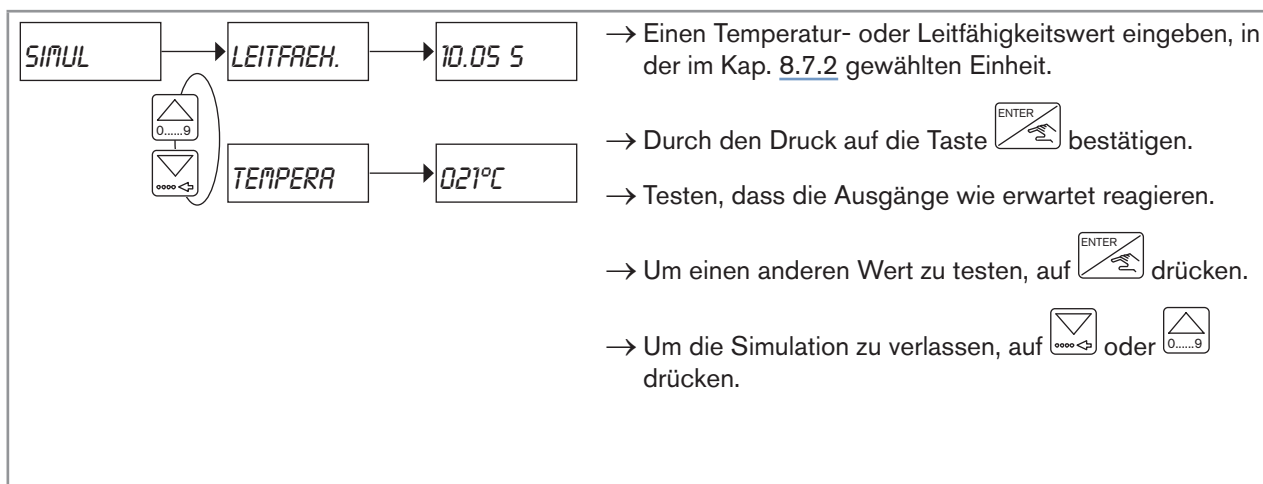 SIMUL
LEITFAEH.
10.05 S
→ Einen Temperatur- oder Leitfähigkeitswert eingeben, in
der im Kap. 8.7.2 gewählten Einheit.
0......9
→ Durch den Druck auf die Taste ENTER bestätigen.
TEMPERA
021°C
→ Testen, dass die Ausgänge wie erwartet reagieren.
→ Um einen anderen Wert zu testen, auf ENTER drücken.
→ Um die Simulation zu verlassen, auf oder 0......9
drücken.